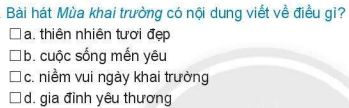 Bài hát Mùa khai trường có nội dung viết về điều gì?
□ a. thiên nhiên tươi đẹp
□ b. cuộc sống mến yêu
□ c. niềm vui ngày khai trường
□ d. gia đình yêu thương